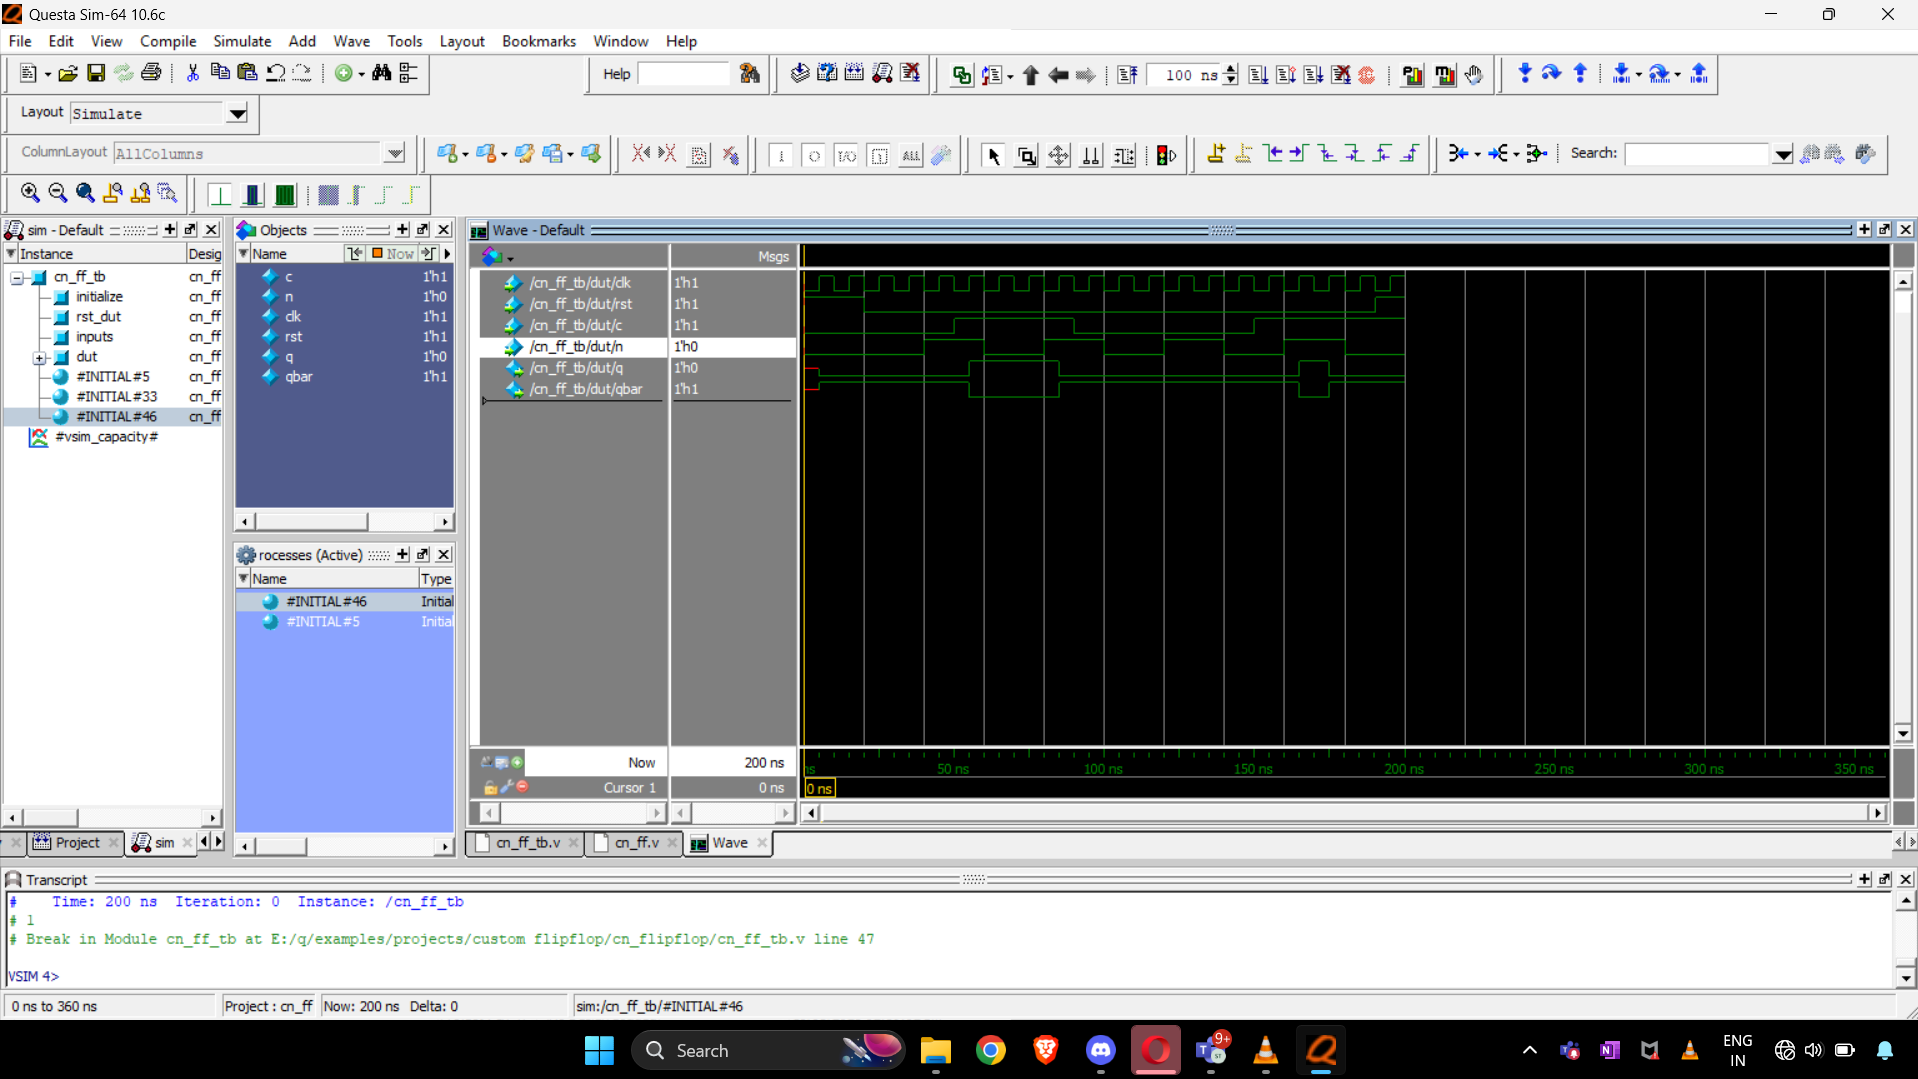 Questa Sim-64 10.6c
File Edit View Compile Simulate Add Wave Tools Layout Bookmarks Window Help
Help
100 ns
Layout Simulate
ColumnLayout AllColumns
Search:
sim - Default
Instance Desig
cn_ff_tb cn_ff
initialize cn_ff
rst_dut cn_ff
inputs cn_ff
dut cn_ff
#INITIAL#5 cn_ff
#INITIAL#33 cn_ff
#INITIAL#46 cn_ff
#vsim_capacity#
Objects
Name Now
c 1'h1
n 1'h0
clk 1'h1
rst 1'h1
q 1'h0
qbar 1'h1
rocesses (Active)
Name Type
#INITIAL#46 Initial
#INITIAL#5 Initia
Wave - Default
Msgs
/cn_ff_tb/dut/clk 1'h1
/cn_ff_tb/dut/rst 1'h1
/cn_ff_tb/dut/c 1'h1
/cn_ff_tb/dut/n 1'h0
/cn_ff_tb/dut/q 1'h0
/cn_ff_tb/dut/qbar 1'h1
Now 200 ns
ns 50 ns 100 ns 150 ns 200 ns 250 ns 300 ns 350 ns
Cursor 1 0 ns
0 ns
Project sim
cn_ff_tb.v cn_ff.v Wave
Transcript
# Time: 200 ns Iteration: 0 Instance: /cn_ff_tb
# 1
# Break in Module cn_ff_tb at E:/q/examples/projects/custom flipflop/cn_flipflop/cn_ff_tb.v line 47
VSIM 4>
0 ns to 360 ns Project : cn_ff Now: 200 ns Delta: 0 sim:/cn_ff_tb/#INITIAL#46
Search
9+
ENG
IN